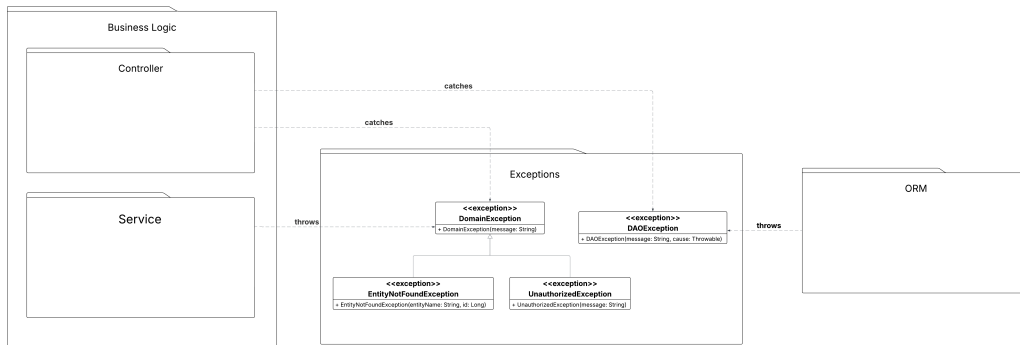 Business Logic
Controller
catches
catches
Exceptions
ORM
<<exception>>
DomainException
+ DomainException(message: String)
<<exception>>
DAOException
+ DAOException(message: String, cause: Throwable)
Service
throws
throws
<<exception>>
EntityNotFoundException
+ EntityNotFoundException(entityName: String, id: Long)
<<exception>>
UnauthorizedException
+ UnauthorizedException(message: String)